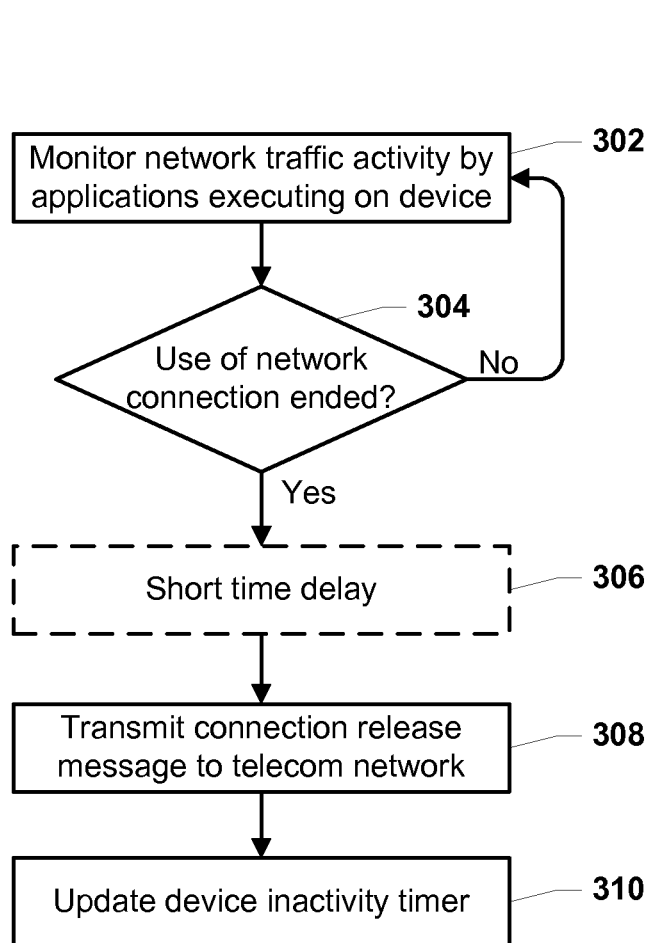 302
Monitor network traffic activity by
applications executing on device
304
Use of network
connection ended?
No
Yes
Short time delay
306
Transmit connection release
message to telecom network
308
Update device inactivity timer
310